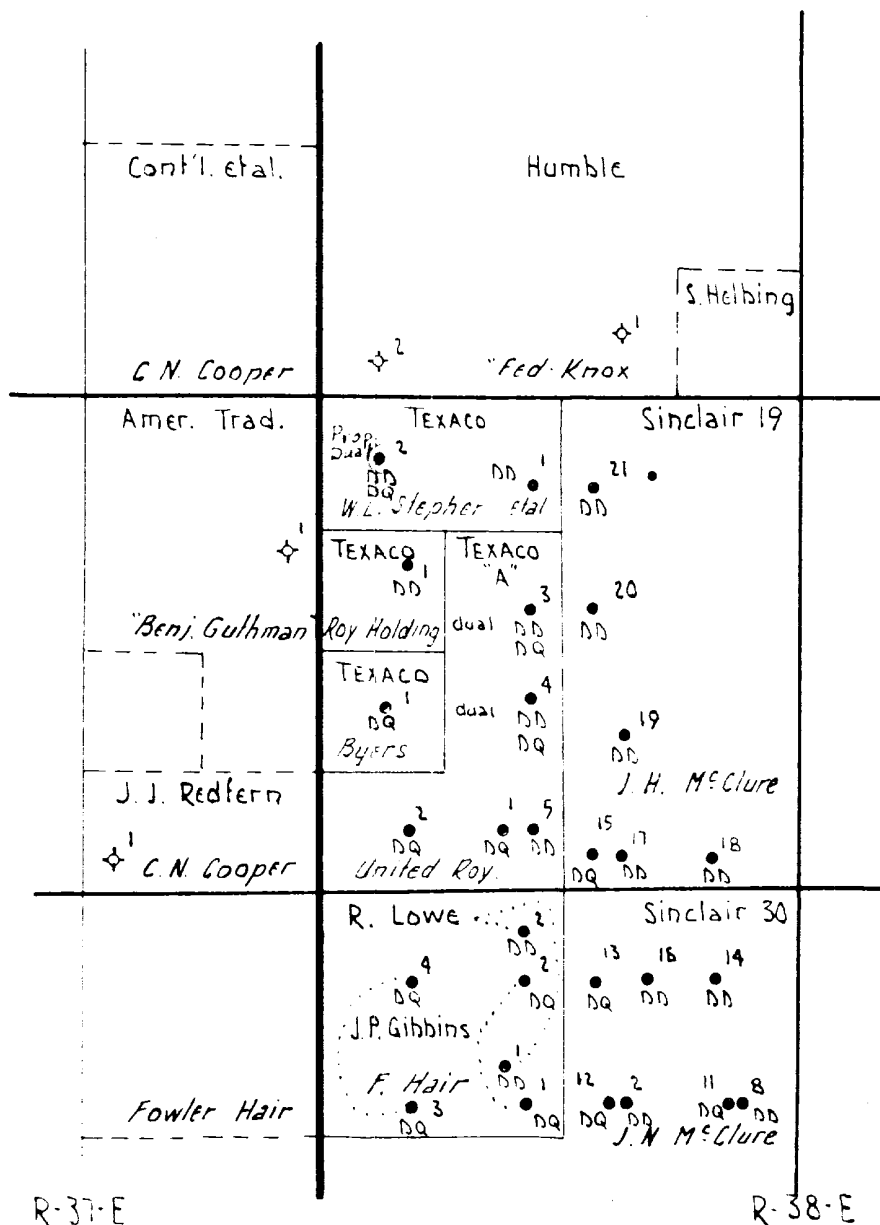 Cont'l. etal.
Humble
S. Helbing
1
2
C. N. Cooper
"Fed-Knox
Amer. Trad.
TEXACO
Sinclair 19
Prop.
Dual
2
DD
DQ
DD
1
21
DD
W.L. Stepher etal
1
TEXACO
1
DD
TEXACO
"A"
3
dual
DD
DQ
20
DD
"Benj. Guthman"
Roy Holding
TEXACO
1
DQ
Byers
4
dual
DD
DQ
19
DD
J. H. McClure
J. J. Redfern
1
C. N. Cooper
2
DQ
1
DQ
5
DD
15
DQ
17
DD
18
DD
United Roy.
R. Lowe
2
DD
Sinclair 30
4
DQ
2
DQ
13
DQ
16
DD
14
DD
J.P. Gibbins
1
DD
F. Hair
Fowler Hair
3
DQ
1
DQ
12
DQ
2
DD
11
DQ
8
DD
J. N McClure
R-37-E
R-38-E